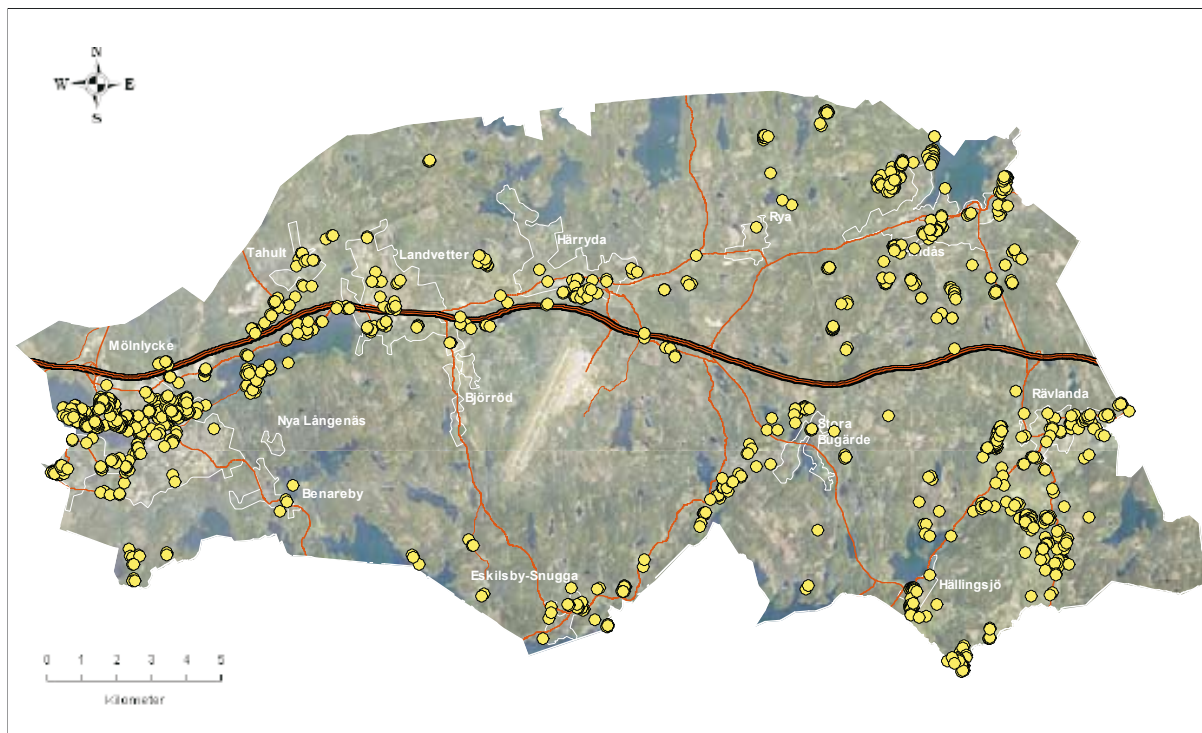 N
W E
S
Rya
Härryda
Tahult
Landvetter
Mölnlycke
Björröd
Rävlanda
Stora
Bugärde
Nya Långenäs
Benareby
Eskilsby-Snugga
Hällingsjö
0 1 2 3 4 5
Kilometer